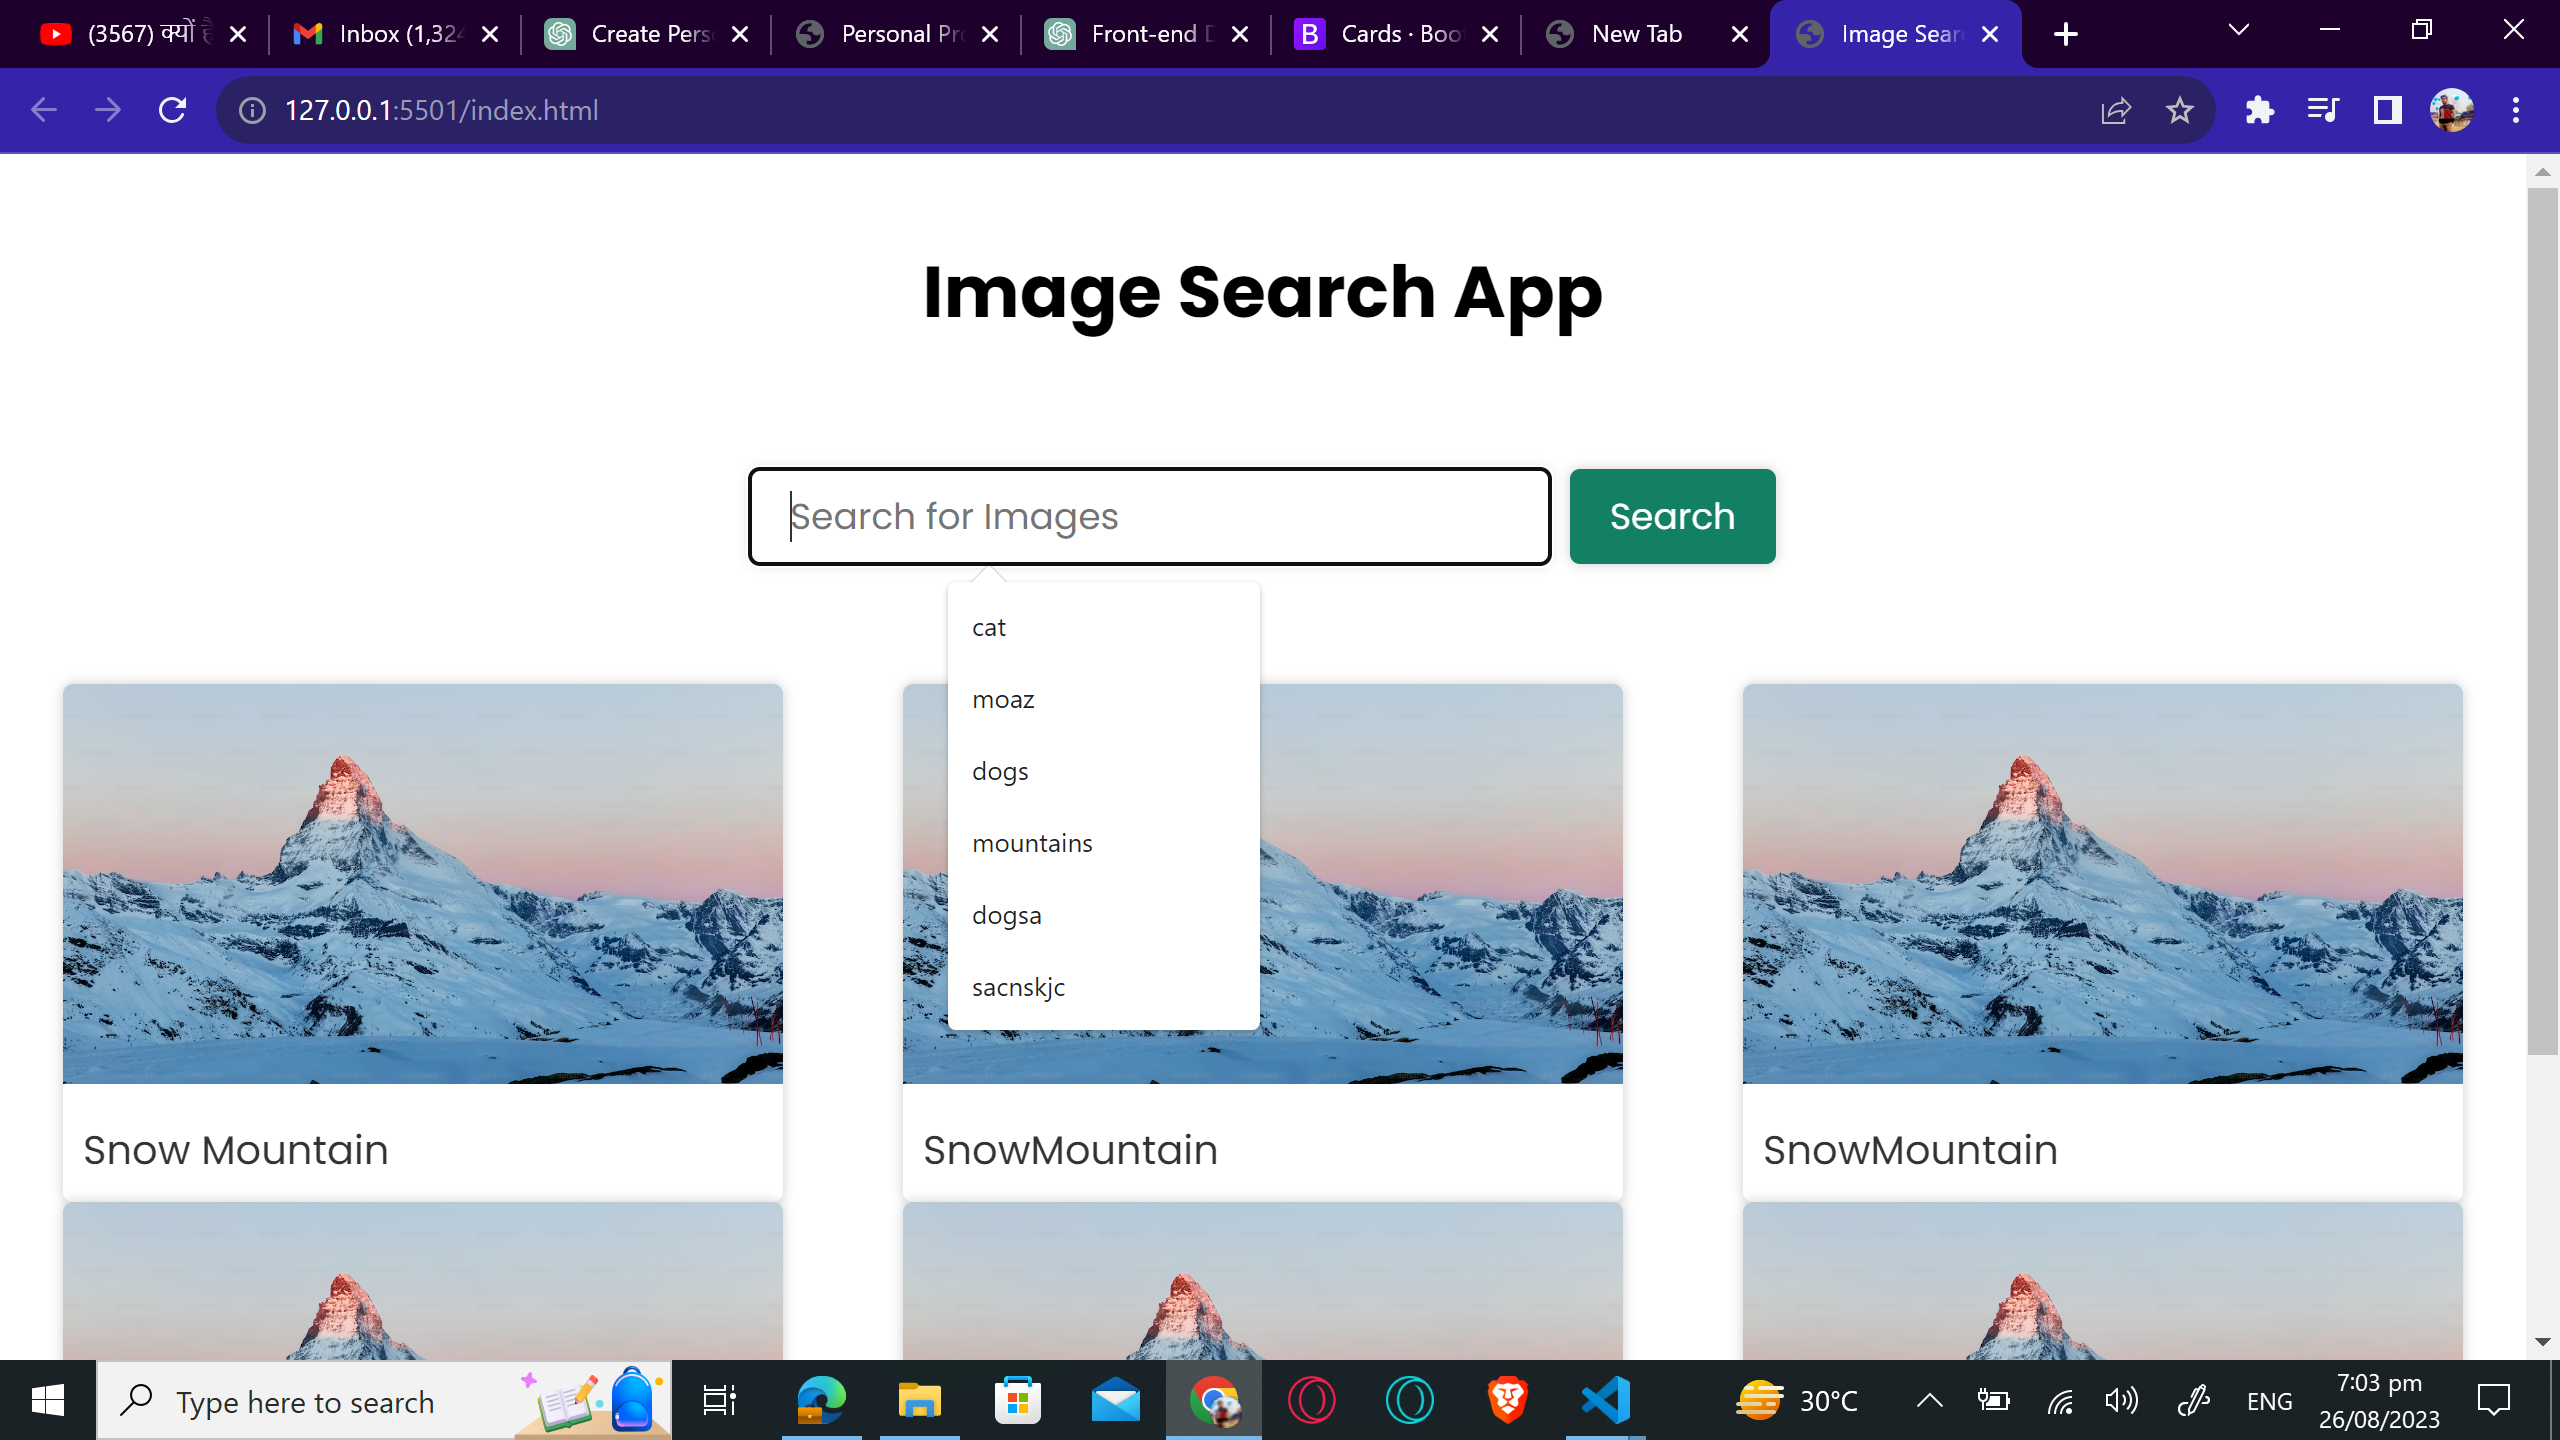 (3567) क्यों है
Inbox (1,324
Create Pers
Personal Pr
Front-end D
Cards · Boo
New Tab
Image Sear
127.0.0.1:5501/index.html
Image Search App
Search for Images
Search
cat
moaz
dogs
mountains
dogsa
sacnskjc
Snow Mountain
SnowMountain
SnowMountain
Type here to search
30°C
ENG
7:03 pm
26/08/2023